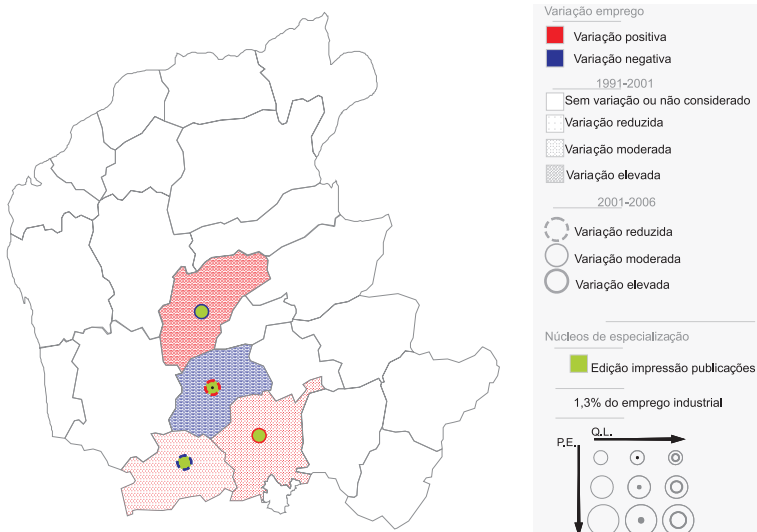 Variação emprego
Variação positiva
Variação negativa
1991-2001
Sem variação ou não considerado
Variação reduzida
Variação moderada
Variação elevada
2001-2006
Variação reduzida
Variação moderada
Variação elevada
Núcleos de especialização
Edição impressão publicações
1,3% do emprego industrial
Q.L.
P.E.